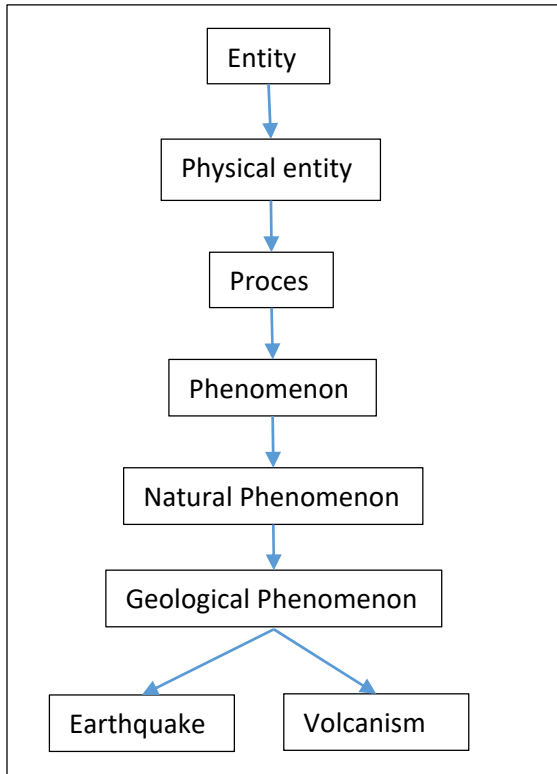 Entity
Physical entity
Proces
Phenomenon
Natural Phenomenon
Geological Phenomenon
Earthquake
Volcanism